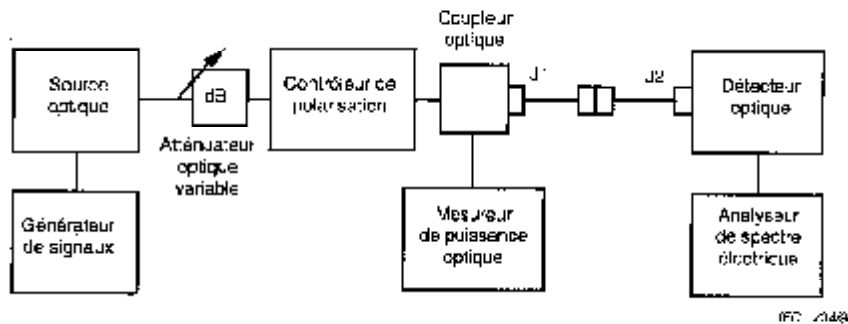 Coupleur
optique
Source
optique
dB
Contrôleur de
polarisation
J1
J2
Détecteur
optique
Atténuateur
optique
variable
Générateur
de signaux
Mesureur
de puissance
optique
Analyseur
de spectre
électrique
IEC